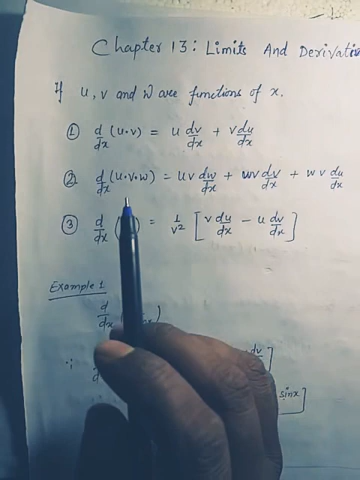 Chapter 13: Limits And Derivativ
If u, v and w are functions of x.
① d/dx (u·v) = u dv/dx + v du/dx
② d/dx (u·v·w) = uv dw/dx + wv dv/dx + wv du/dx
③ d/dx ( ) = 1/v² [v du/dx - u dv/dx]
Example 1
d/dx
∴ d dv ]
sinx]